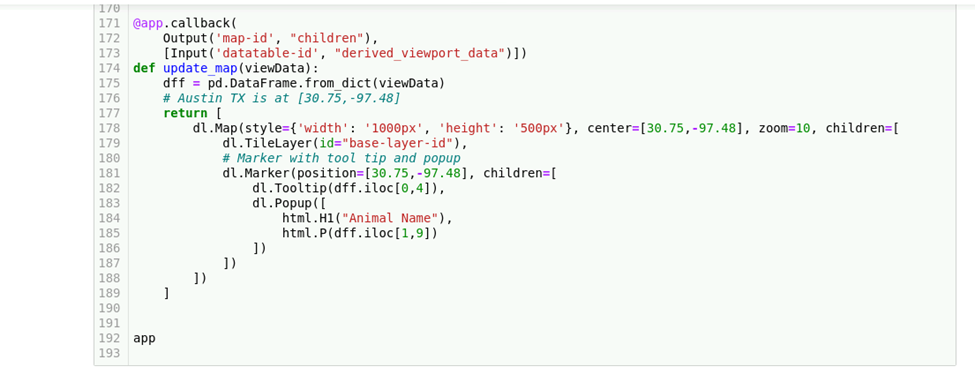 170
171 @app.callback(
172     Output('map-id', "children"),
173     [Input('datatable-id', "derived_viewport_data")])
174 def update_map(viewData):
175     dff = pd.DataFrame.from_dict(viewData)
176     # Austin TX is at [30.75,-97.48]
177     return [
178         dl.Map(style={'width': '1000px', 'height': '500px'}, center=[30.75,-97.48], zoom=10, children=[
179             dl.TileLayer(id="base-layer-id"),
180             # Marker with tool tip and popup
181             dl.Marker(position=[30.75,-97.48], children=[
182                 dl.Tooltip(dff.iloc[0,4]),
183                 dl.Popup([
184                     html.H1("Animal Name"),
185                     html.P(dff.iloc[1,9])
186                 ])
187             ])
188         ])
189     ]
190
191
192 app
193